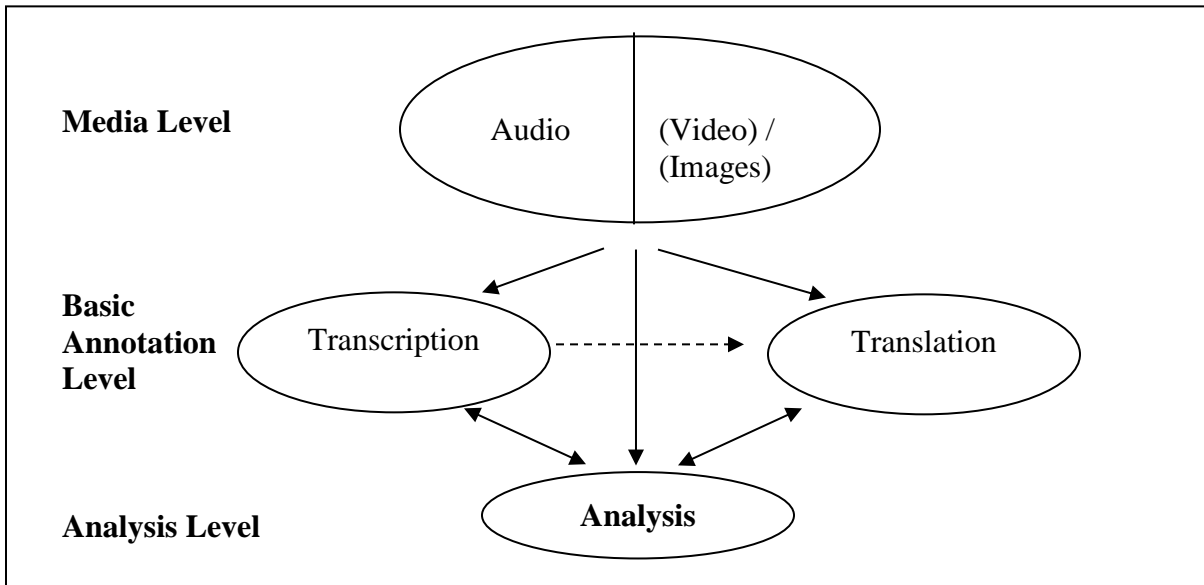 Media Level
Audio
(Video) /
(Images)
Basic
Annotation
Level
Transcription
Translation
Analysis Level
Analysis